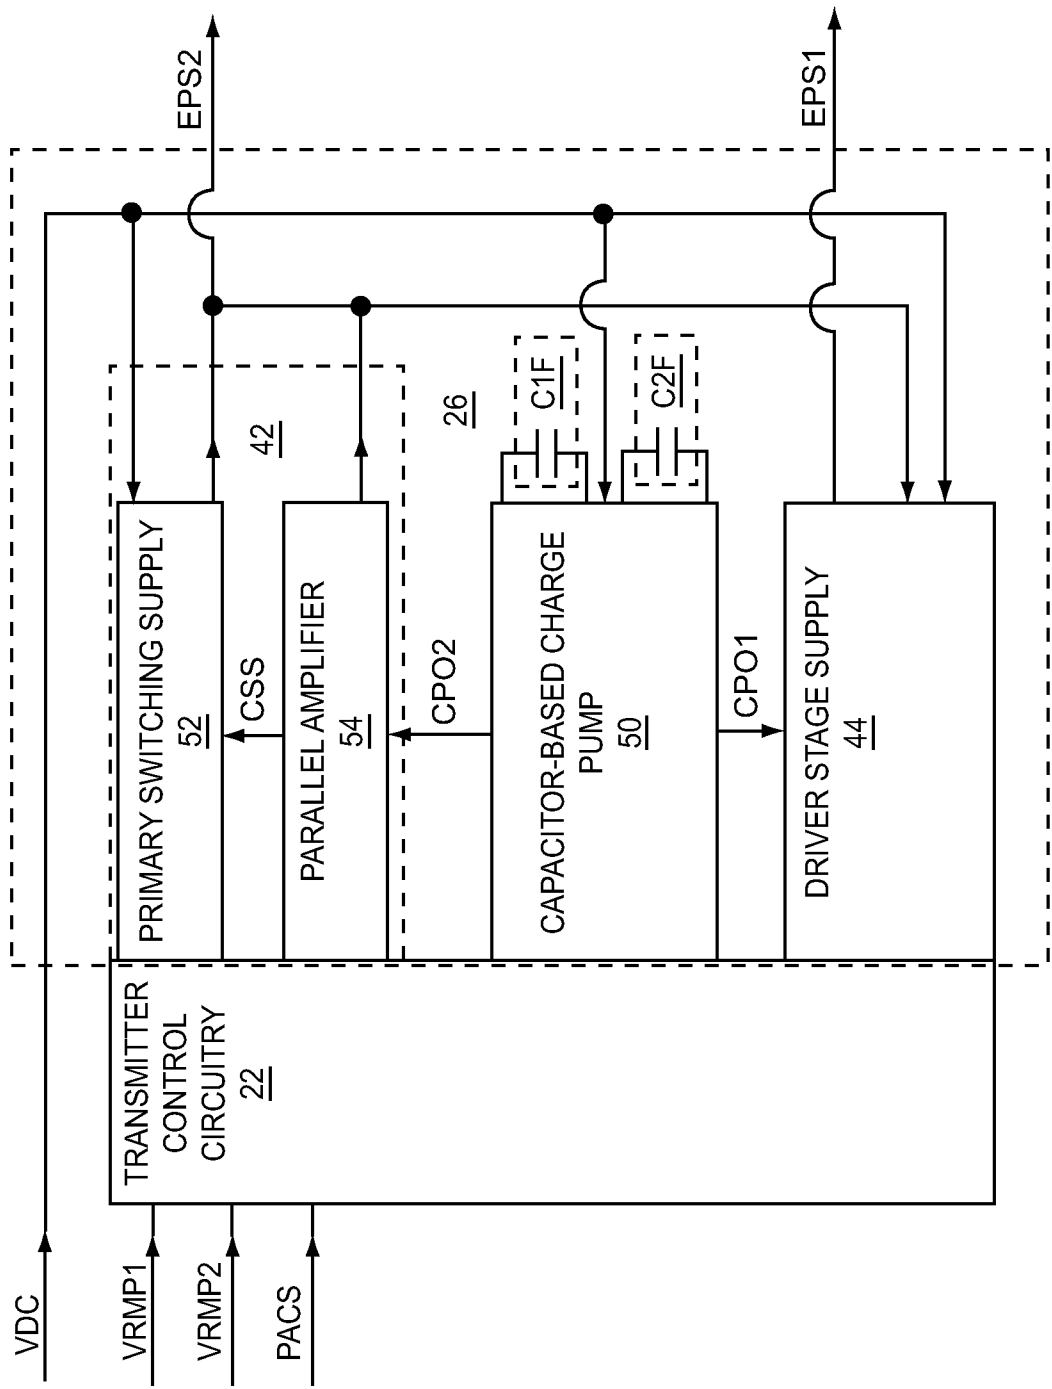 VDC
VRMP1
VRMP2
PACS
TRANSMITTER
CONTROL
CIRCUITRY
22
PRIMARY SWITCHING SUPPLY
52
CSS
PARALLEL AMPLIFIER
54
42
CPO2
26
CAPACITOR-BASED CHARGE
PUMP
50
C1F
C2F
CPO1
DRIVER STAGE SUPPLY
44
EPS2
EPS1